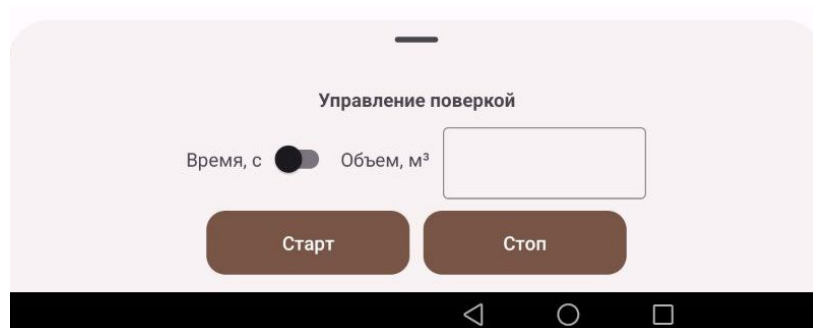 Управление поверкой
Время, с Объем, м³
Старт Стоп